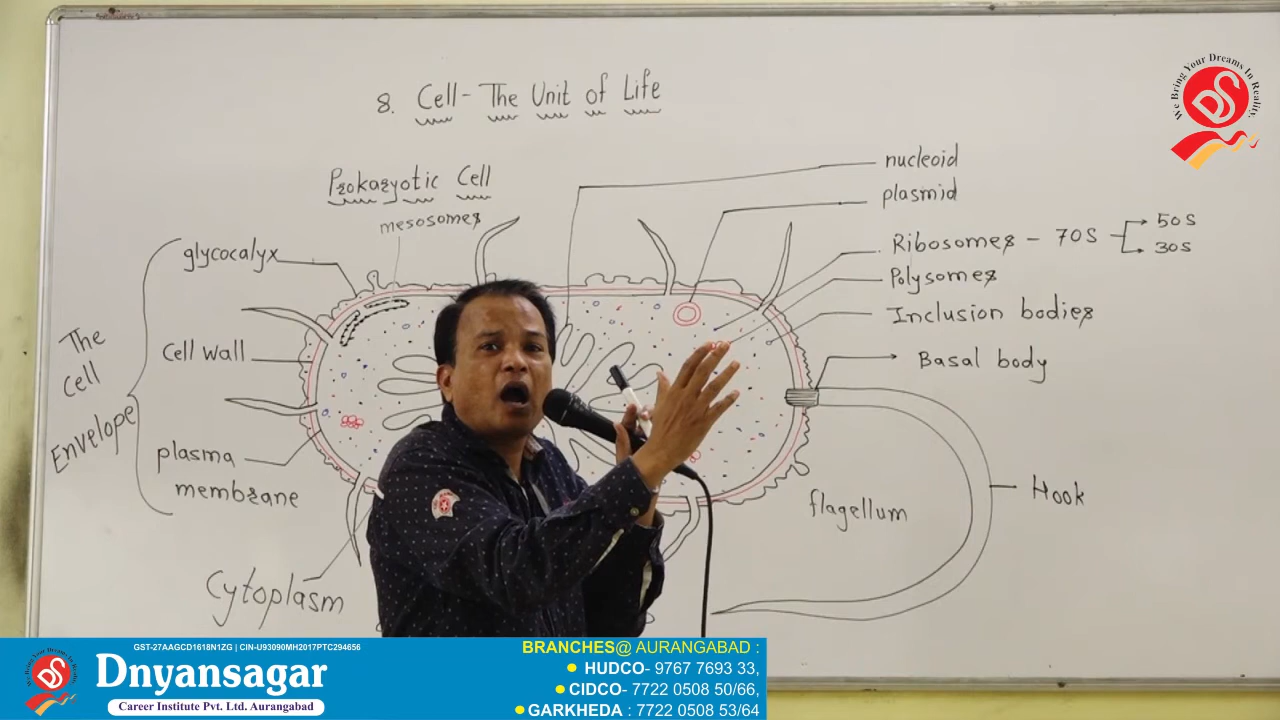 8. Cell - The Unit of Life
Prokaryotic Cell
mesosomes
nucleoid
plasmid
Ribosomes - 70S
50S
30S
Polysomes
Inclusion bodies
Basal body
Hook
flagellum
The
Cell
Envelope
glycocalyx
Cell wall
plasma
membrane
Cytoplasm
We Bring Your Dreams In Reality.
DS
GST-27AAGCD1618N1ZG | CIN-U93090MH2017PTC294656
DS
Dnyansagar
Career Institute Pvt. Ltd. Aurangabad
BRANCHES@ AURANGABAD :
HUDCO- 9767 7693 33,
CIDCO- 7722 0508 50/66,
GARKHEDA : 7722 0508 53/64